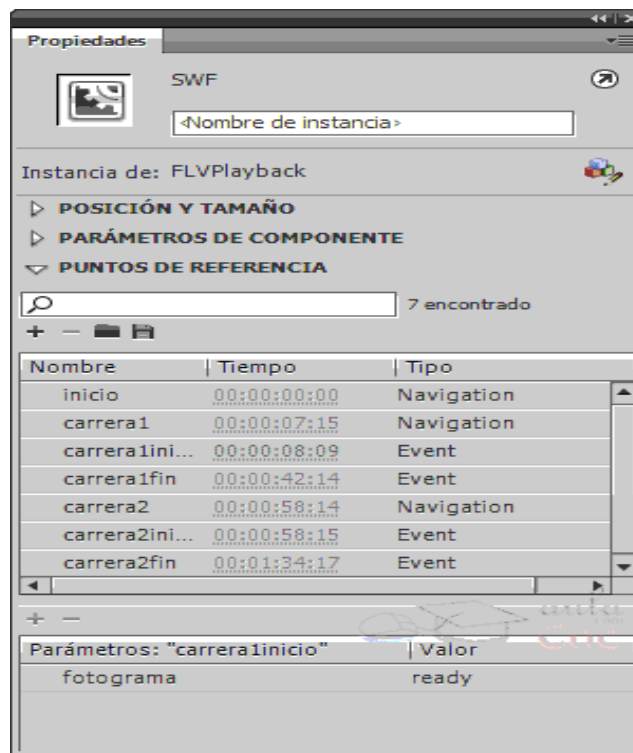 Propiedades
SWF
<Nombre de instancia>
Instancia de: FLVPlayback
POSICIÓN Y TAMAÑO
PARÁMETROS DE COMPONENTE
PUNTOS DE REFERENCIA
7 encontrado
Nombre Tiempo Tipo
inicio 00:00:00:00 Navigation
carrera1 00:00:07:15 Navigation
carrera1ini... 00:00:08:09 Event
carrera1fin 00:00:42:14 Event
carrera2 00:00:58:14 Navigation
carrera2ini... 00:00:58:15 Event
carrera2fin 00:01:34:17 Event
aula
Clic
Parámetros: "carrera1inicio" Valor
fotograma ready